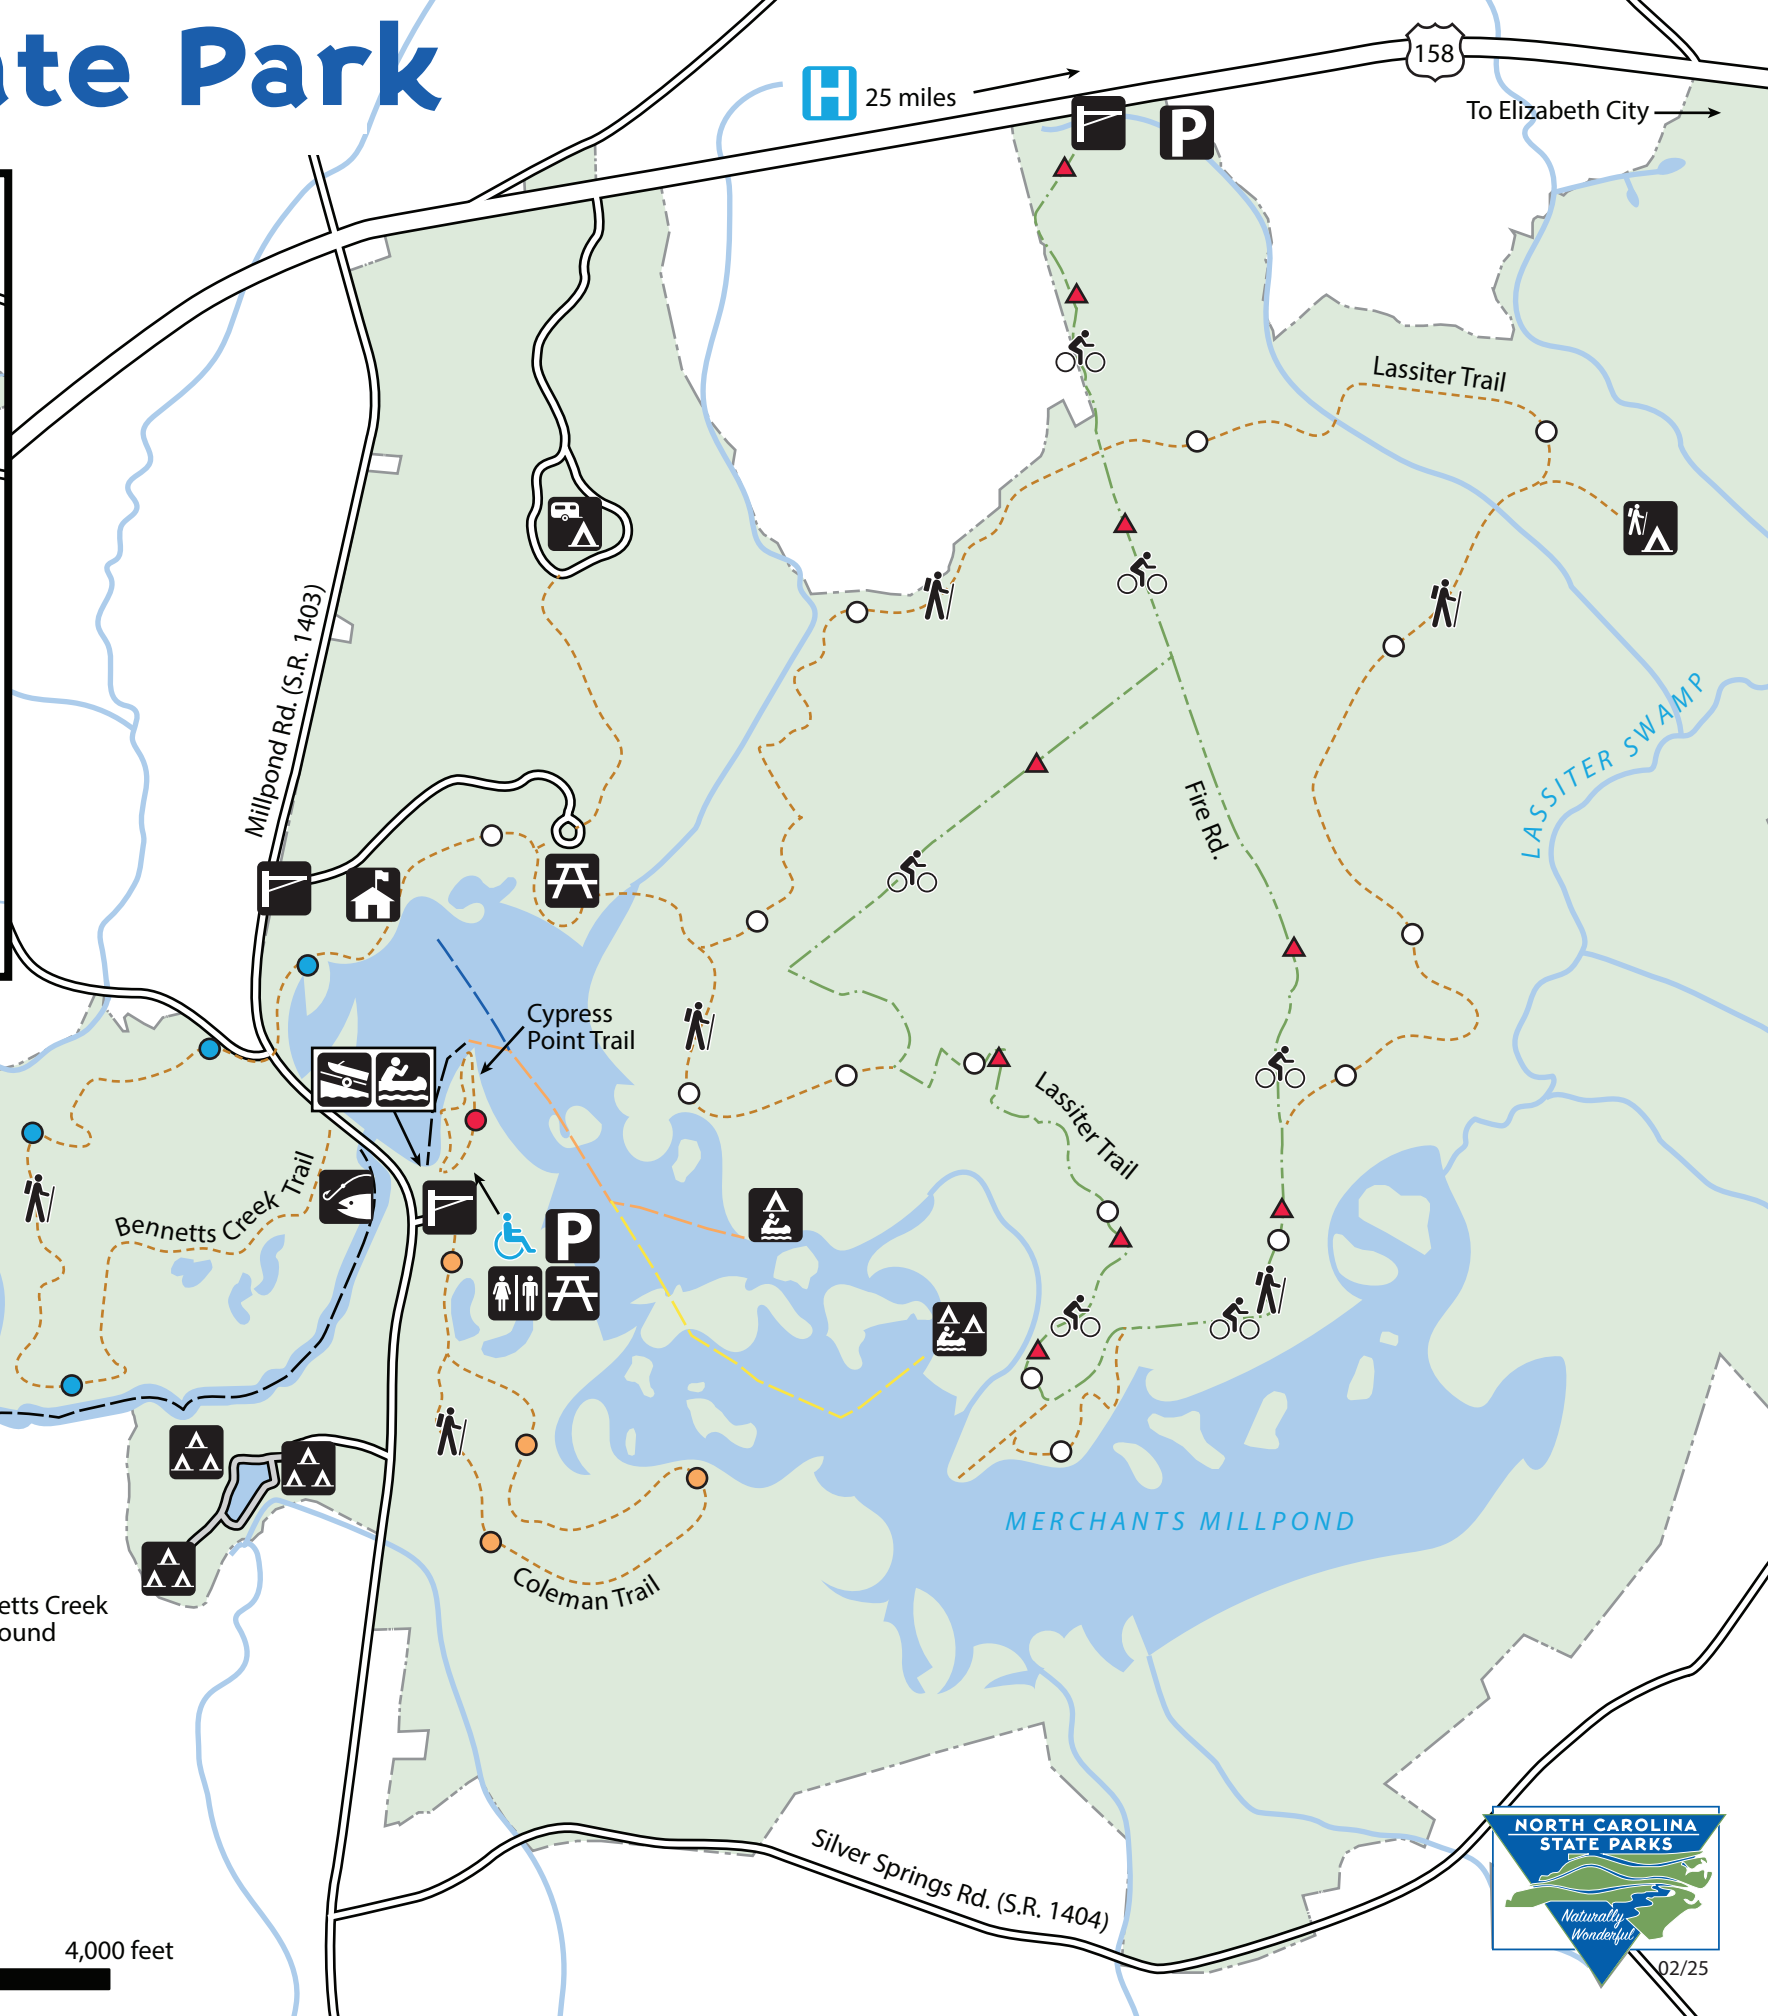 ate Park
H 25 miles
158
To Elizabeth City
P
Lassiter Trail
Millpond Rd. (S.R. 1403)
LASSITER SWAMP
Fire Rd.
Cypress
Point Trail
Lassiter Trail
Bennetts Creek Trail
P
MERCHANTS MILLPOND
Coleman Trail
etts Creek
ound
Silver Springs Rd. (S.R. 1404)
NORTH CAROLINA
STATE PARKS
Naturally
Wonderful
4,000 feet
02/25